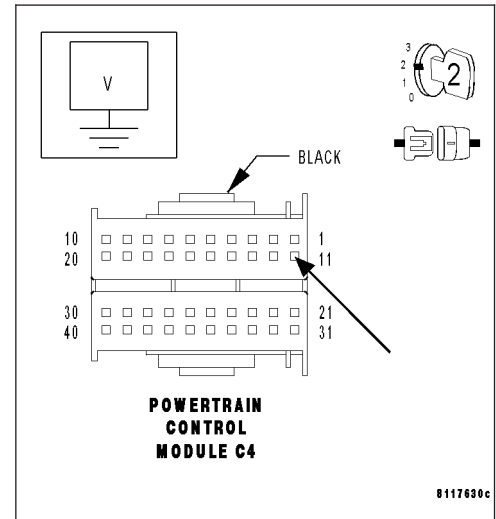 V
3
2
1
0
2
BLACK
10 1
20 11
30 21
40 31
POWERTRAIN
CONTROL
MODULE C4
8117630c